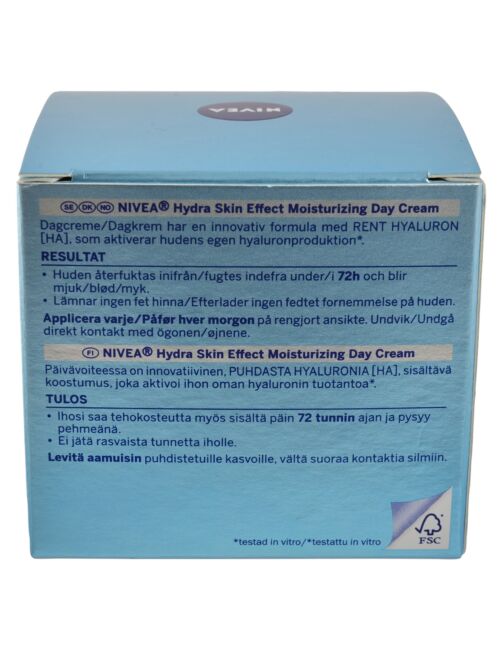 NIVEA
SE DK NO NIVEA® Hydra Skin Effect Moisturizing Day Cream
Dagcreme/Dagkrem har en innovativ formula med RENT HYALURON
[HA], som aktiverar hudens egen hyaluronproduktion*.
RESULTAT
• Huden återfuktas inifrån/fugtes indefra under/i 72h och blir
mjuk/blød/myk.
• Lämnar ingen fet hinna/Efterlader ingen fedtet fornemmelse på huden.
Applicera varje/Påfør hver morgon på rengjort ansikte. Undvik/Undgå
direkt kontakt med ögonen/øjnene.
FI NIVEA® Hydra Skin Effect Moisturizing Day Cream
Päivävoiteessa on innovatiivinen, PUHDASTA HYALURONIA [HA], sisältävä
koostumus, joka aktivoi ihon oman hyaluronin tuotantoa*.
TULOS
• Ihosi saa tehokosteutta myös sisältä päin 72 tunnin ajan ja pysyy
pehmeänä.
• Ei jätä rasvaista tunnetta iholle.
Levitä aamuisin puhdistetuille kasvoille, vältä suoraa kontaktia silmiin.
*testad in vitro/*testattu in vitro
FSC